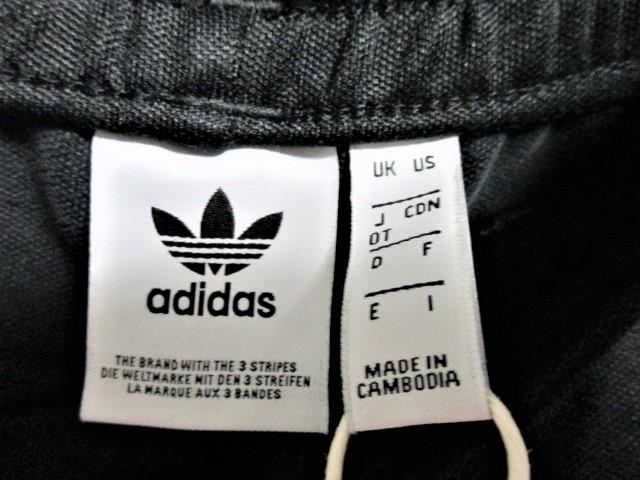 adidas
THE BRAND WITH THE 3 STRIPES
DIE WELTMARKE MIT DEN 3 STREIFEN
LA MARQUE AUX 3 BANDES
UK US
J CDN
OT
D F
E I
MADE IN
CAMBODIA